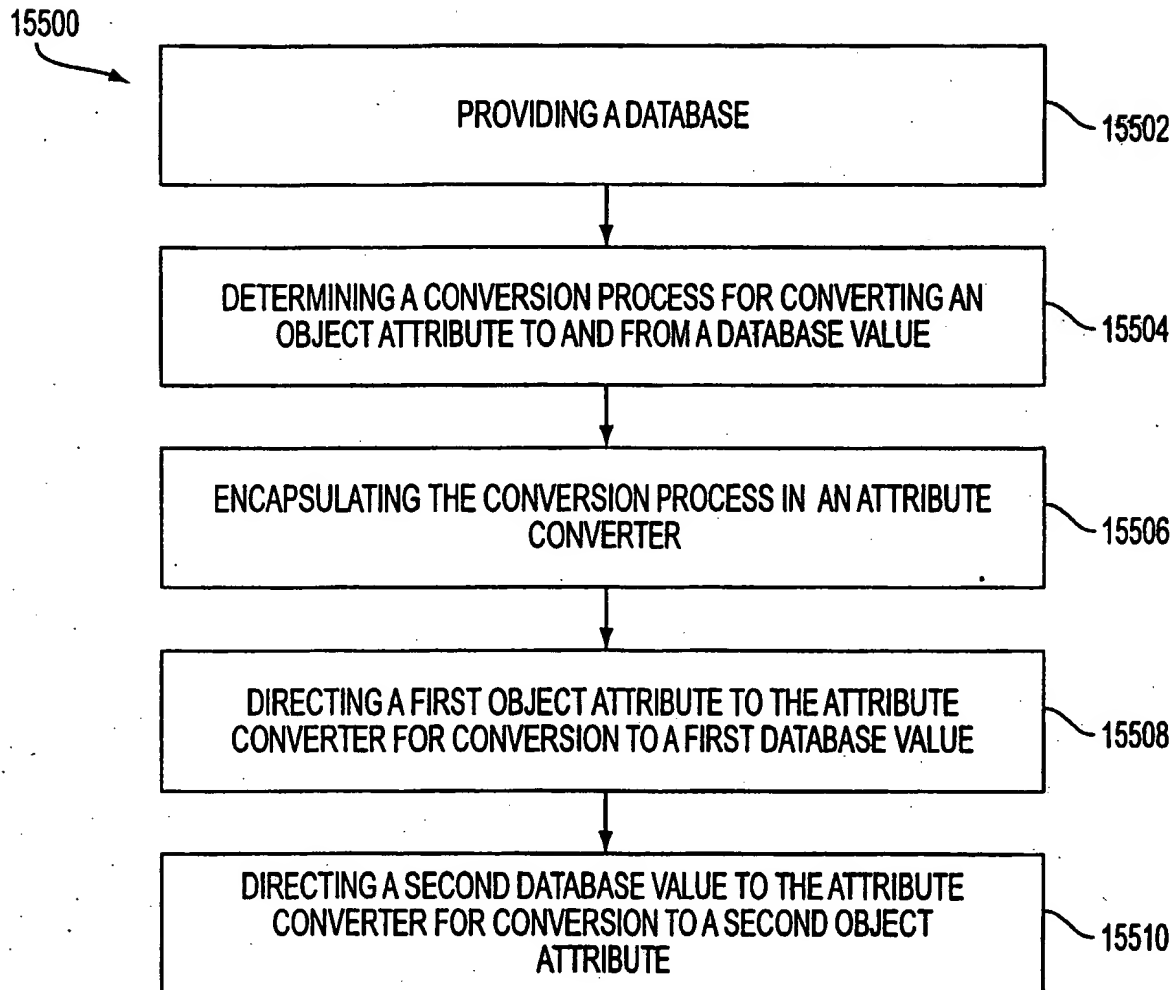 15500
PROVIDING A DATABASE
15502
DETERMINING A CONVERSION PROCESS FOR CONVERTING AN
OBJECT ATTRIBUTE TO AND FROM A DATABASE VALUE
15504
ENCAPSULATING THE CONVERSION PROCESS IN AN ATTRIBUTE
CONVERTER
15506
DIRECTING A FIRST OBJECT ATTRIBUTE TO THE ATTRIBUTE
CONVERTER FOR CONVERSION TO A FIRST DATABASE VALUE
15508
DIRECTING A SECOND DATABASE VALUE TO THE ATTRIBUTE
CONVERTER FOR CONVERSION TO A SECOND OBJECT
ATTRIBUTE
15510